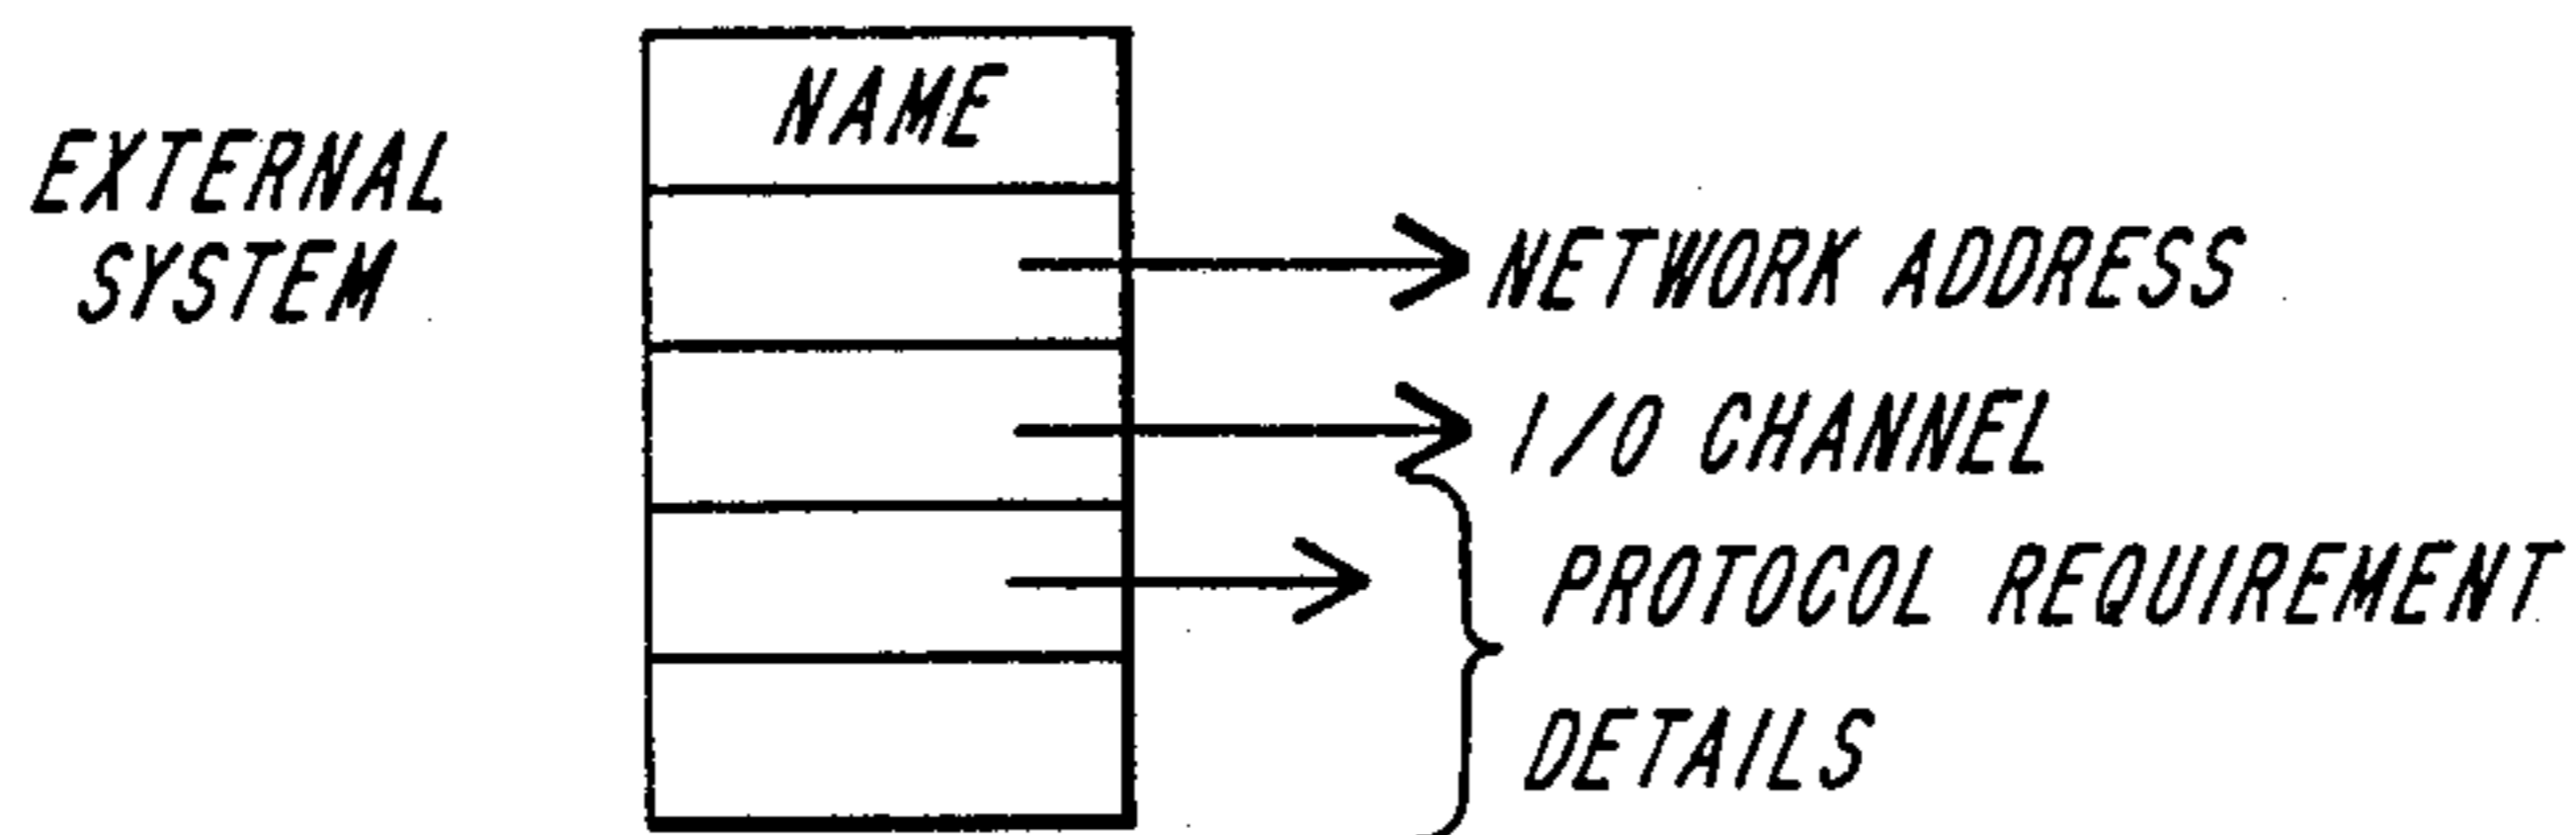 NAME
EXTERNAL
SYSTEM
NETWORK ADDRESS
I/O CHANNEL
PROTOCOL REQUIREMENT
DETAILS